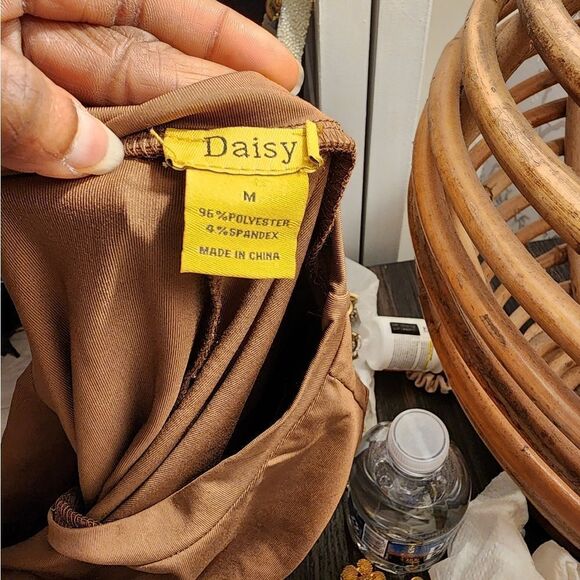 Daisy
M
96%POLYESTER
4%SPANDEX
MADE IN CHINA